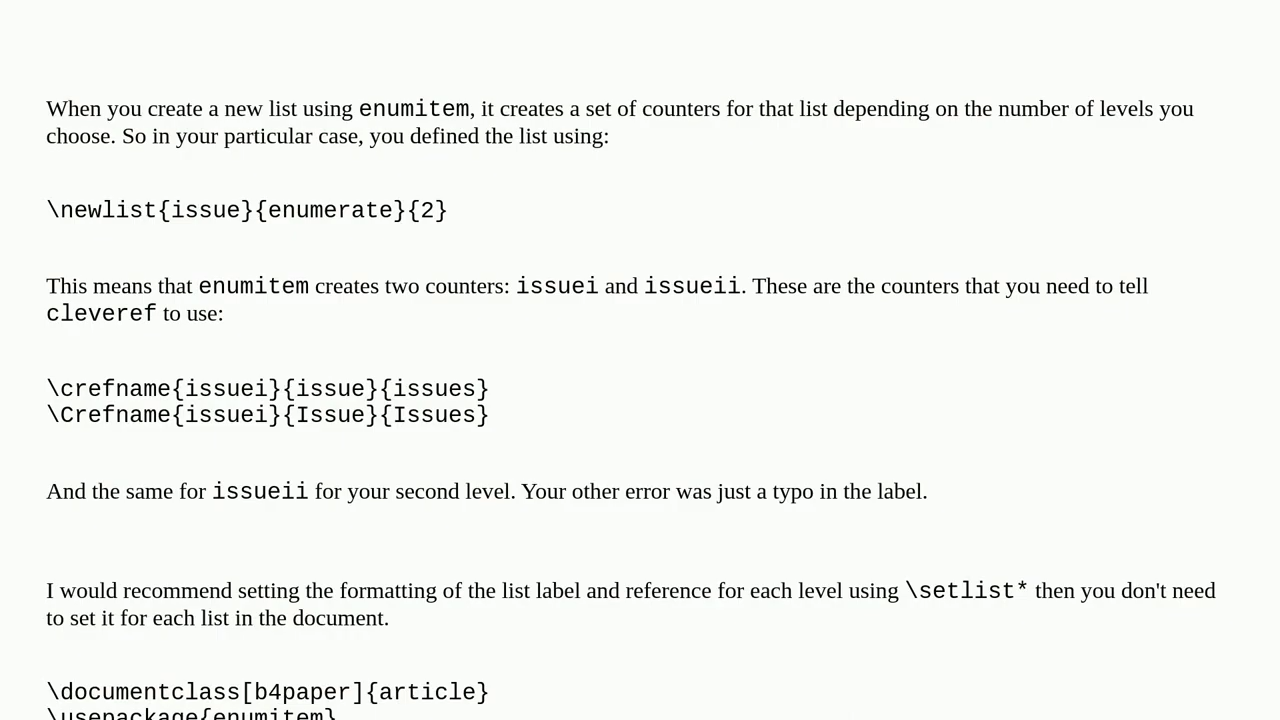 When you create a new list using enumitem, it creates a set of counters for that list depending on the number of levels you
choose. So in your particular case, you defined the list using:
\newlist{issue}{enumerate}{2}
This means that enumitem creates two counters: issuei and issueii. These are the counters that you need to tell
cleveref to use:
\crefname{issuei}{issue}{issues}
\Crefname{issuei}{Issue}{Issues}
And the same for issueii for your second level. Your other error was just a typo in the label.
I would recommend setting the formatting of the list label and reference for each level using \setlist* then you don't need
to set it for each list in the document.
\documentclass[b4paper]{article}
\usepackage{enumitem}